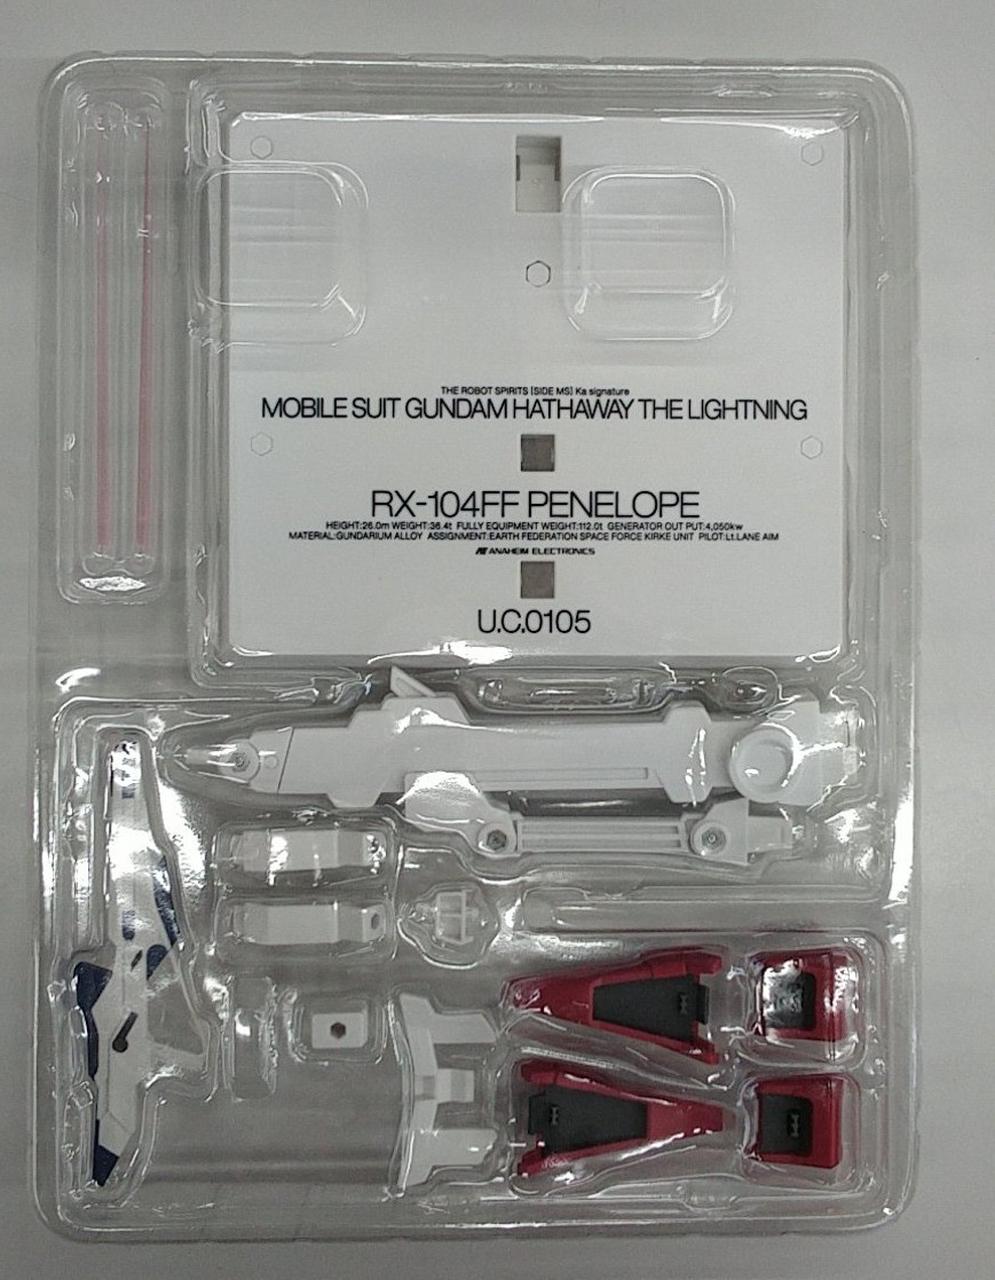 THE ROBOT SPIRITS [SIDE MS] Ka signature
MOBILE SUIT GUNDAM HATHAWAY THE LIGHTNING
RX-104FF PENELOPE
HEIGHT:26.0m WEIGHT:36.4t FULLY EQUIPMENT WEIGHT:112.0t GENERATOR OUT PUT:4,050kw
MATERIAL:GUNDARIUM ALLOY ASSIGNMENT:EARTH FEDERATION SPACE FORCE KIRKE UNIT PILOT:Lt.LANE AIM
ANAHEIM ELECTRONICS
U.C.0105